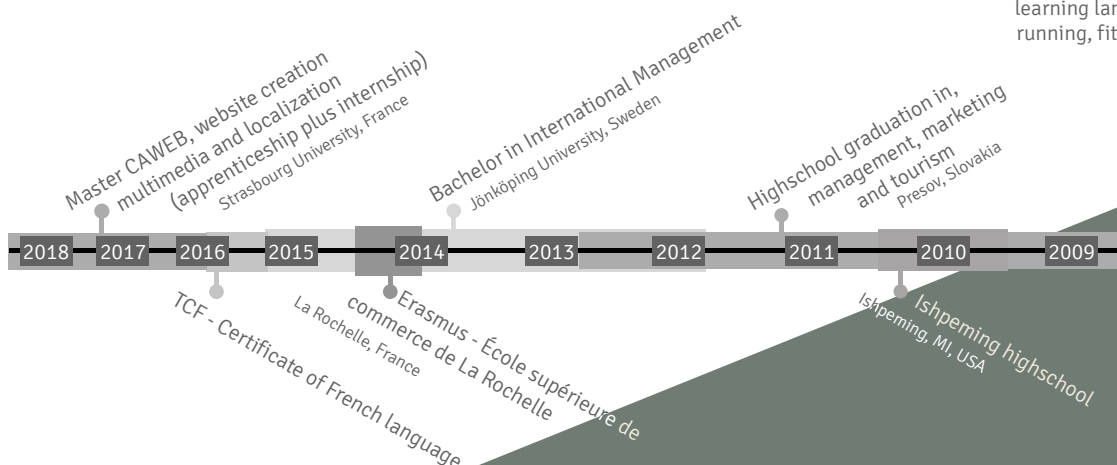 learning
running,
Master CAWEB, website creation
multimedia and localization
(apprenticeship plus internship)
Strasbourg University, France
Bachelor in International Management
Jönköping University, Sweden
Highschool graduation in,
management, marketing
and tourism
Presov, Slovakia
2018 2017 2016 2015 2014 2013 2012 2011 2010 2009
TCF - Certificate of French language
Erasmus - École supérieure de
commerce de La Rochelle
La Rochelle, France
Ishpeming highschool
Ishpeming, MI, USA